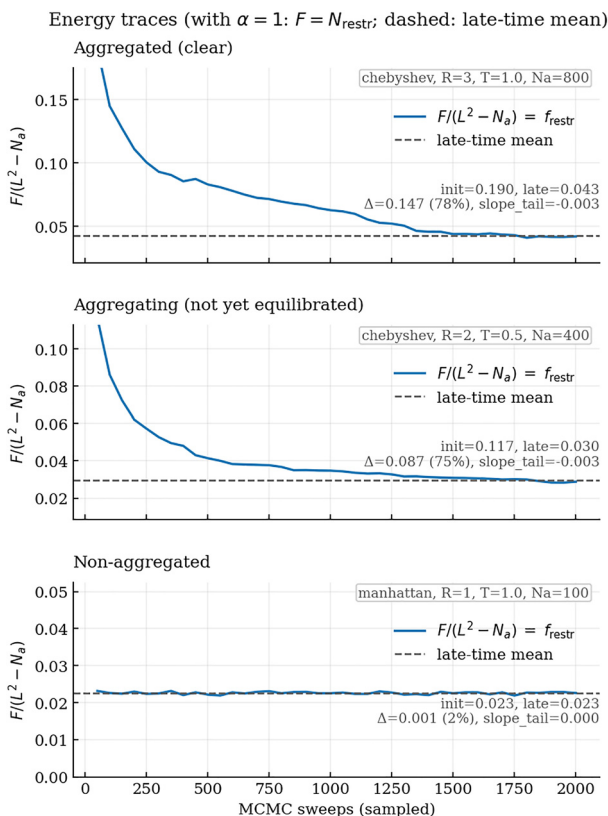 Energy traces (with α = 1: F = N_restr; dashed: late-time mean)
Aggregated (clear)
chebyshev, R=3, T=1.0, Na=800
F/(L² − Nₐ) = f_restr
late-time mean
init=0.190, late=0.043
Δ=0.147 (78%), slope_tail=-0.003
F/(L² − Nₐ)
0.15
0.10
0.05
Aggregating (not yet equilibrated)
chebyshev, R=2, T=0.5, Na=400
F/(L² − Nₐ) = f_restr
late-time mean
init=0.117, late=0.030
Δ=0.087 (75%), slope_tail=-0.003
F/(L² − Nₐ)
0.10
0.08
0.06
0.04
0.02
Non-aggregated
manhattan, R=1, T=1.0, Na=100
F/(L² − Nₐ) = f_restr
late-time mean
init=0.023, late=0.023
Δ=0.001 (2%), slope_tail=0.000
F/(L² − Nₐ)
0.05
0.04
0.03
0.02
0.01
0.00
0 250 500 750 1000 1250 1500 1750 2000
MCMC sweeps (sampled)